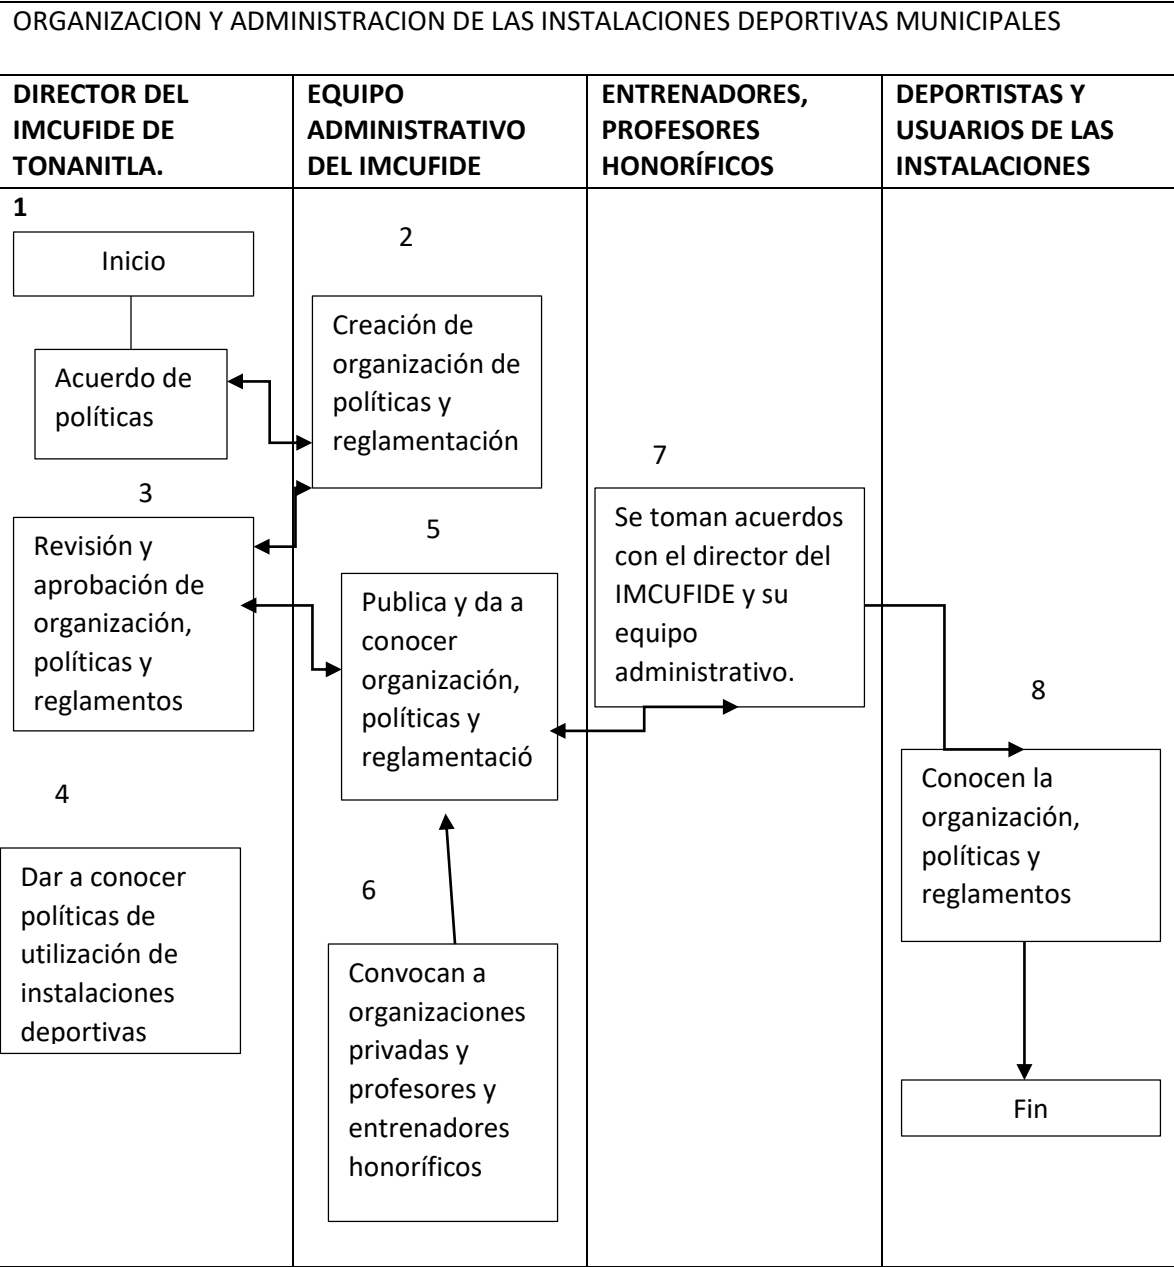 ORGANIZACION Y ADMINISTRACION DE LAS INSTALACIONES DEPORTIVAS MUNICIPALES
DIRECTOR DEL
IMCUFIDE DE
TONANITLA.
EQUIPO
ADMINISTRATIVO
DEL IMCUFIDE
ENTRENADORES,
PROFESORES
HONORÍFICOS
DEPORTISTAS Y
USUARIOS DE LAS
INSTALACIONES
1
Inicio
Acuerdo de
políticas
2
Creación de
organización de
políticas y
reglamentación
3
Revisión y
aprobación de
organización,
políticas y
reglamentos
4
Dar a conocer
políticas de
utilización de
instalaciones
deportivas
5
Publica y da a
conocer
organización,
políticas y
reglamentació
6
Convocan a
organizaciones
privadas y
profesores y
entrenadores
honoríficos
7
Se toman acuerdos
con el director del
IMCUFIDE y su
equipo
administrativo.
8
Conocen la
organización,
políticas y
reglamentos
Fin